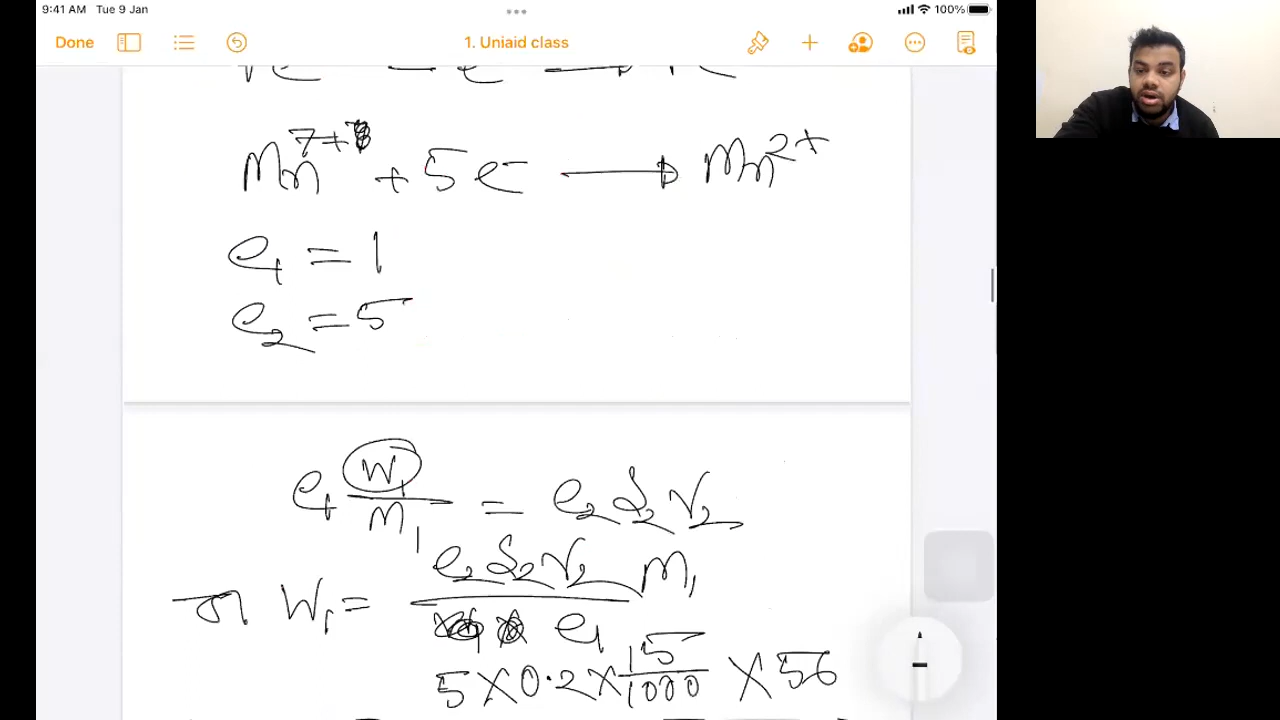 9:41 AM Tue 9 Jan
100%
Done
1. Uniaid class
Mn⁷⁺ + 5e⁻ → Mn²⁺
e₁ = 1
e₂ = 5
e₁ W₁/M₁ = e₂ S₂ V₂
বা W₁ = e₂ S₂ V₂ M₁ / e₁
5 × 0.2 × 15/1000 × 56